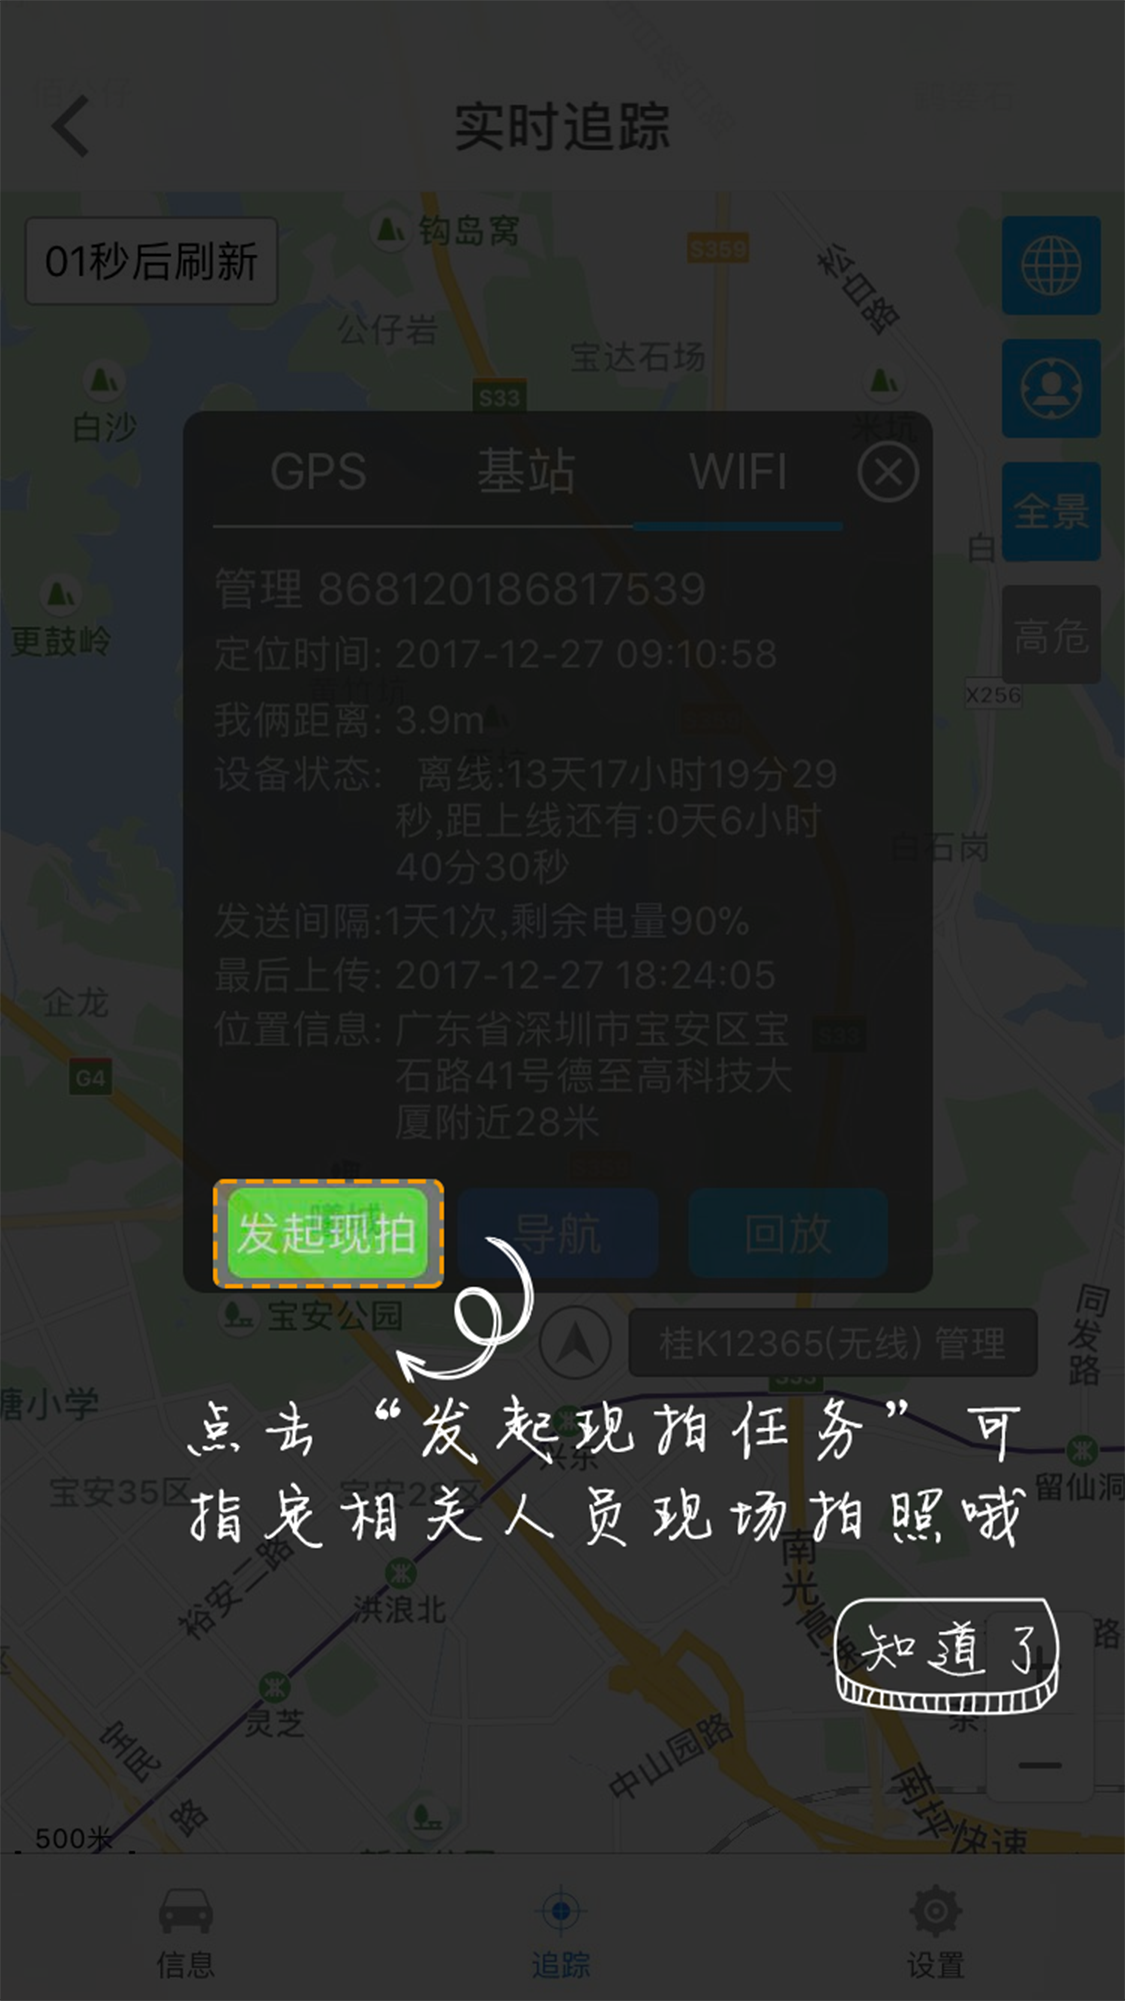 实时追踪
01秒后刷新
钩岛窝
S359
松白路
公仔岩
宝达石场
S33
白沙
米坑
GPS 基站 WIFI
全景
管理 868120186817539
高危
更鼓岭
定位时间: 2017-12-27 09:10:58
X256
我俩距离: 3.9m
设备状态: 离线:13天17小时19分29
秒,距上线还有:0天6小时
40分30秒
白石岗
发送间隔:1天1次,剩余电量90%
最后上传: 2017-12-27 18:24:05
企龙
位置信息: 广东省深圳市宝安区宝
S33
石路41号德至高科技大
G4
厦附近28米
发起现拍 导航 回放
宝安公园
同发路
桂K12365(无线) 管理
S33
塘小学
点击“发起现拍任务”可
兴东
宝安35区
宝安28区
留仙洞
指定相关人员现场拍照哦
南光高速
裕安二路
洪浪北
知道了
灵芝
宝民路
中山园路
南坪快速
500米
信息 追踪 设置